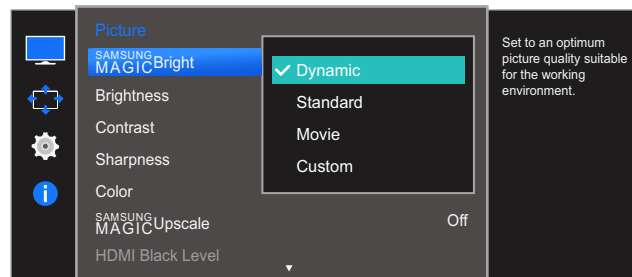 Picture
SAMSUNG
MAGICBright
Brightness
Contrast
Sharpness
Color
SAMSUNG
MAGICUpscale Off
HDMI Black Level
Dynamic
Standard
Movie
Custom
Set to an optimum
picture quality suitable
for the working
environment.